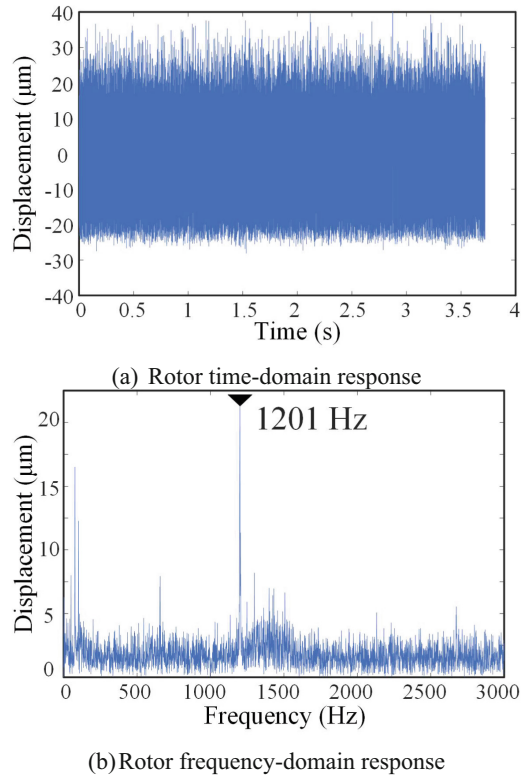 40
30
20
10
0
-10
-20
-30
-40
Displacement (μm)
0 0.5 1 1.5 2 2.5 3 3.5 4
Time (s)
(a) Rotor time-domain response
20
15
10
5
0
Displacement (μm)
1201 Hz
0 500 1000 1500 2000 2500 3000
Frequency (Hz)
(b) Rotor frequency-domain response